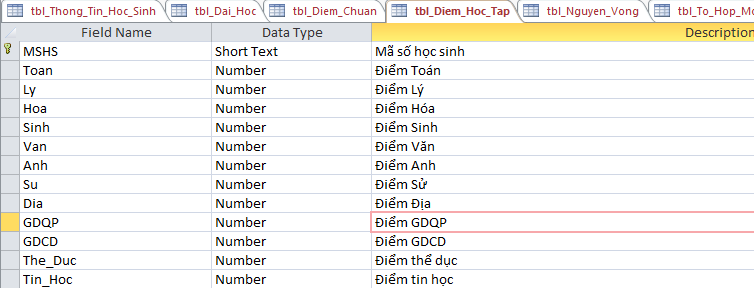 tbl_Thong_Tin_Hoc_Sinh tbl_Dai_Hoc tbl_Diem_Chuan tbl_Diem_Hoc_Tap tbl_Nguyen_Vong
Field Name Data Type Description
MSHS Short Text Mã số học sinh
Toan Number Điểm Toán
Ly Number Điểm Lý
Hoa Number Điểm Hóa
Sinh Number Điểm Sinh
Van Number Điểm Văn
Anh Number Điểm Anh
Su Number Điểm Sử
Dia Number Điểm Địa
GDQP Number Điểm GDQP
GDCD Number Điểm GDCD
The_Duc Number Điểm thể dục
Tin_Hoc Number Điểm tin học